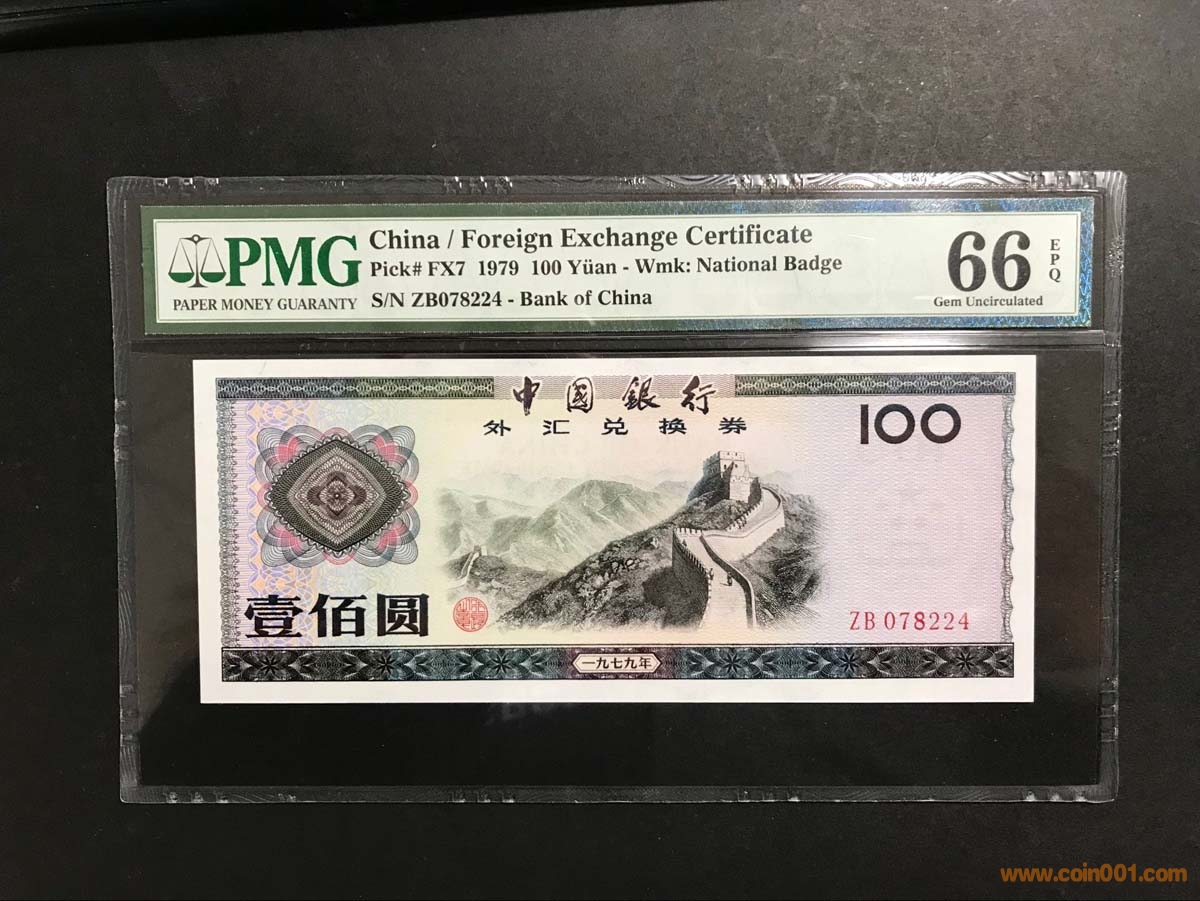 PMG
PAPER MONEY GUARANTY
China / Foreign Exchange Certificate
Pick# FX7 1979 100 Yüan - Wmk: National Badge
S/N ZB078224 - Bank of China
66
EPQ
Gem Uncirculated
中国銀行
外汇兑换券
100
壹佰圆
ZB 078224
一九七九年
www.coin001.com